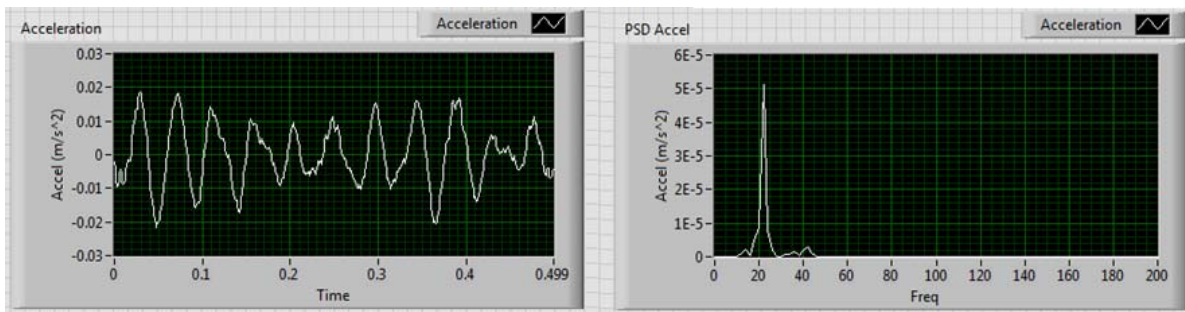 Acceleration
Acceleration
Accel (m/s^2)
0.03
0.02
0.01
0
-0.01
-0.02
-0.03
0 0.1 0.2 0.3 0.4 0.499
Time
PSD Accel
Acceleration
Accel (m/s^2)
6E-5
5E-5
4E-5
3E-5
2E-5
1E-5
0
0 20 40 60 80 100 120 140 160 180 200
Freq